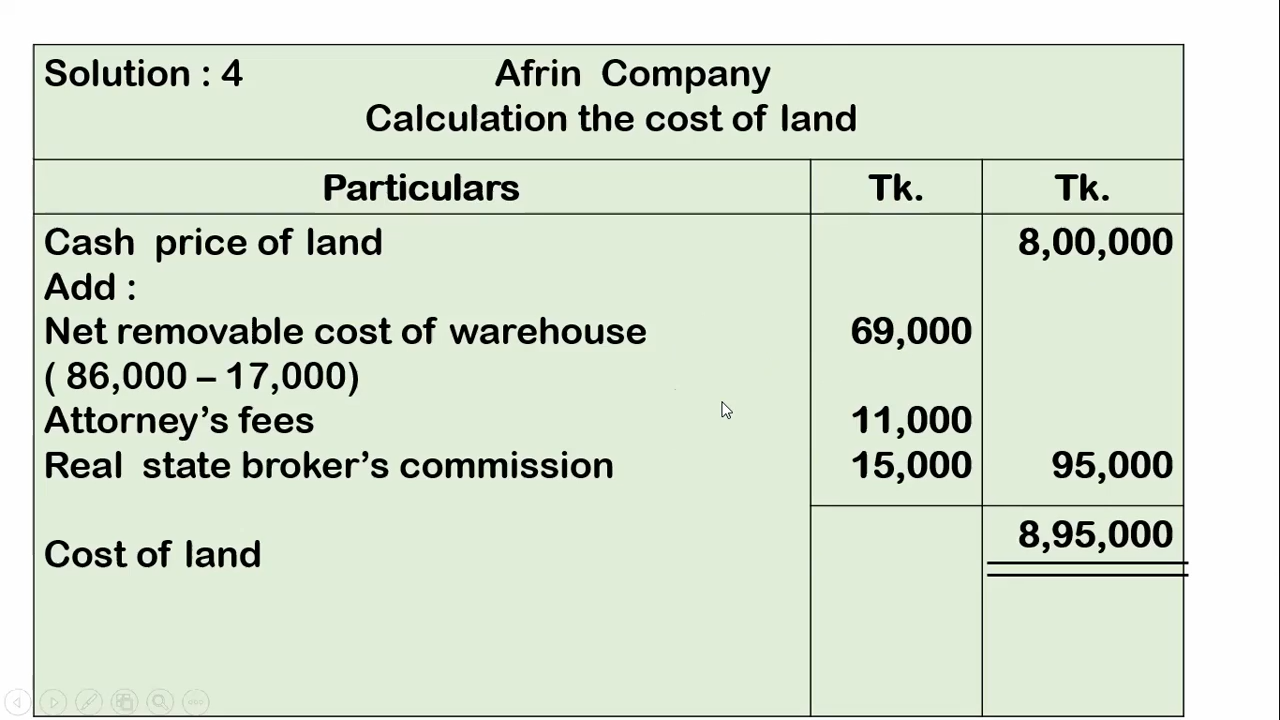 Solution : 4 Afrin Company
Calculation the cost of land
Particulars Tk. Tk.
Cash price of land 8,00,000
Add :
Net removable cost of warehouse 69,000
( 86,000 – 17,000)
Attorney’s fees 11,000
Real state broker’s commission 15,000 95,000
Cost of land 8,95,000